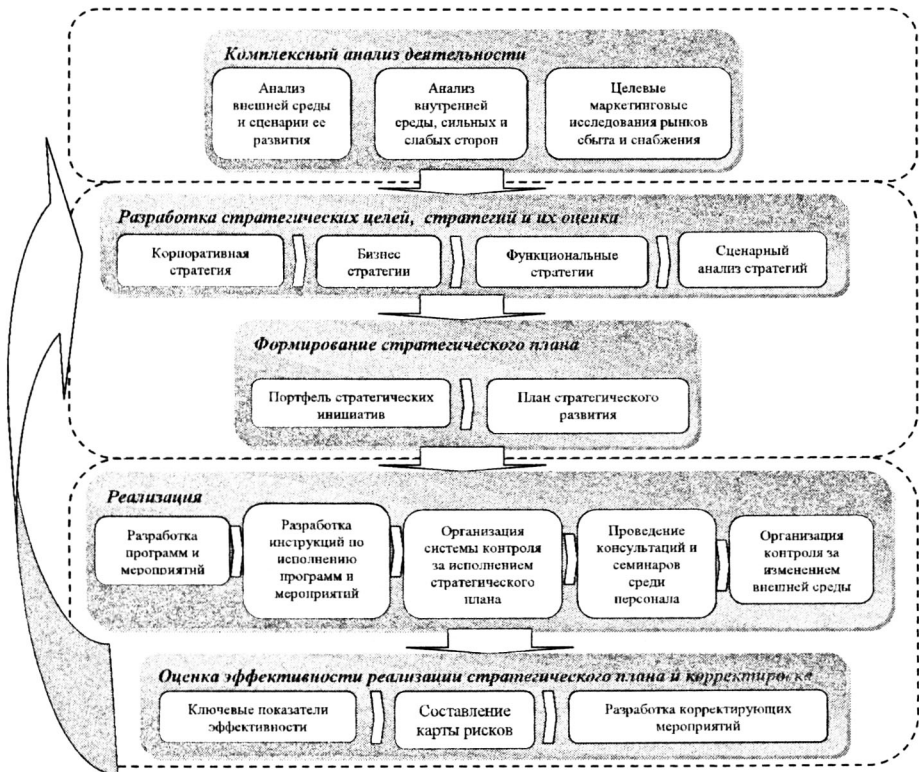 Комплексный анализ деятельности
Анализ
внешней среды
и сценарии ее
развития
Анализ
внутренней
среды, сильных и
слабых сторон
Целевые
маркетинговые
исследования рынков
сбыта и снабжения
Разработка стратегических целей, стратегий и их оценка
Корпоративная
стратегия
Бизнес
стратегии
Функциональные
стратегии
Сценарный
анализ стратегий
Формирование стратегического плана
Портфель стратегических
инициатив
План стратегического
развития
Реализация
Разработка
программ и
мероприятий
Разработка
инструкций по
исполнению
программ и
мероприятий
Организация
системы контроля
за исполнением
стратегического
плана
Проведение
консультаций и
семинаров
среди
персонала
Организация
контроля за
изменением
внешней среды
Оценка эффективности реализации стратегического плана и корректировка
Ключевые показатели
эффективности
Составление
карты рисков
Разработка корректирующих
мероприятий